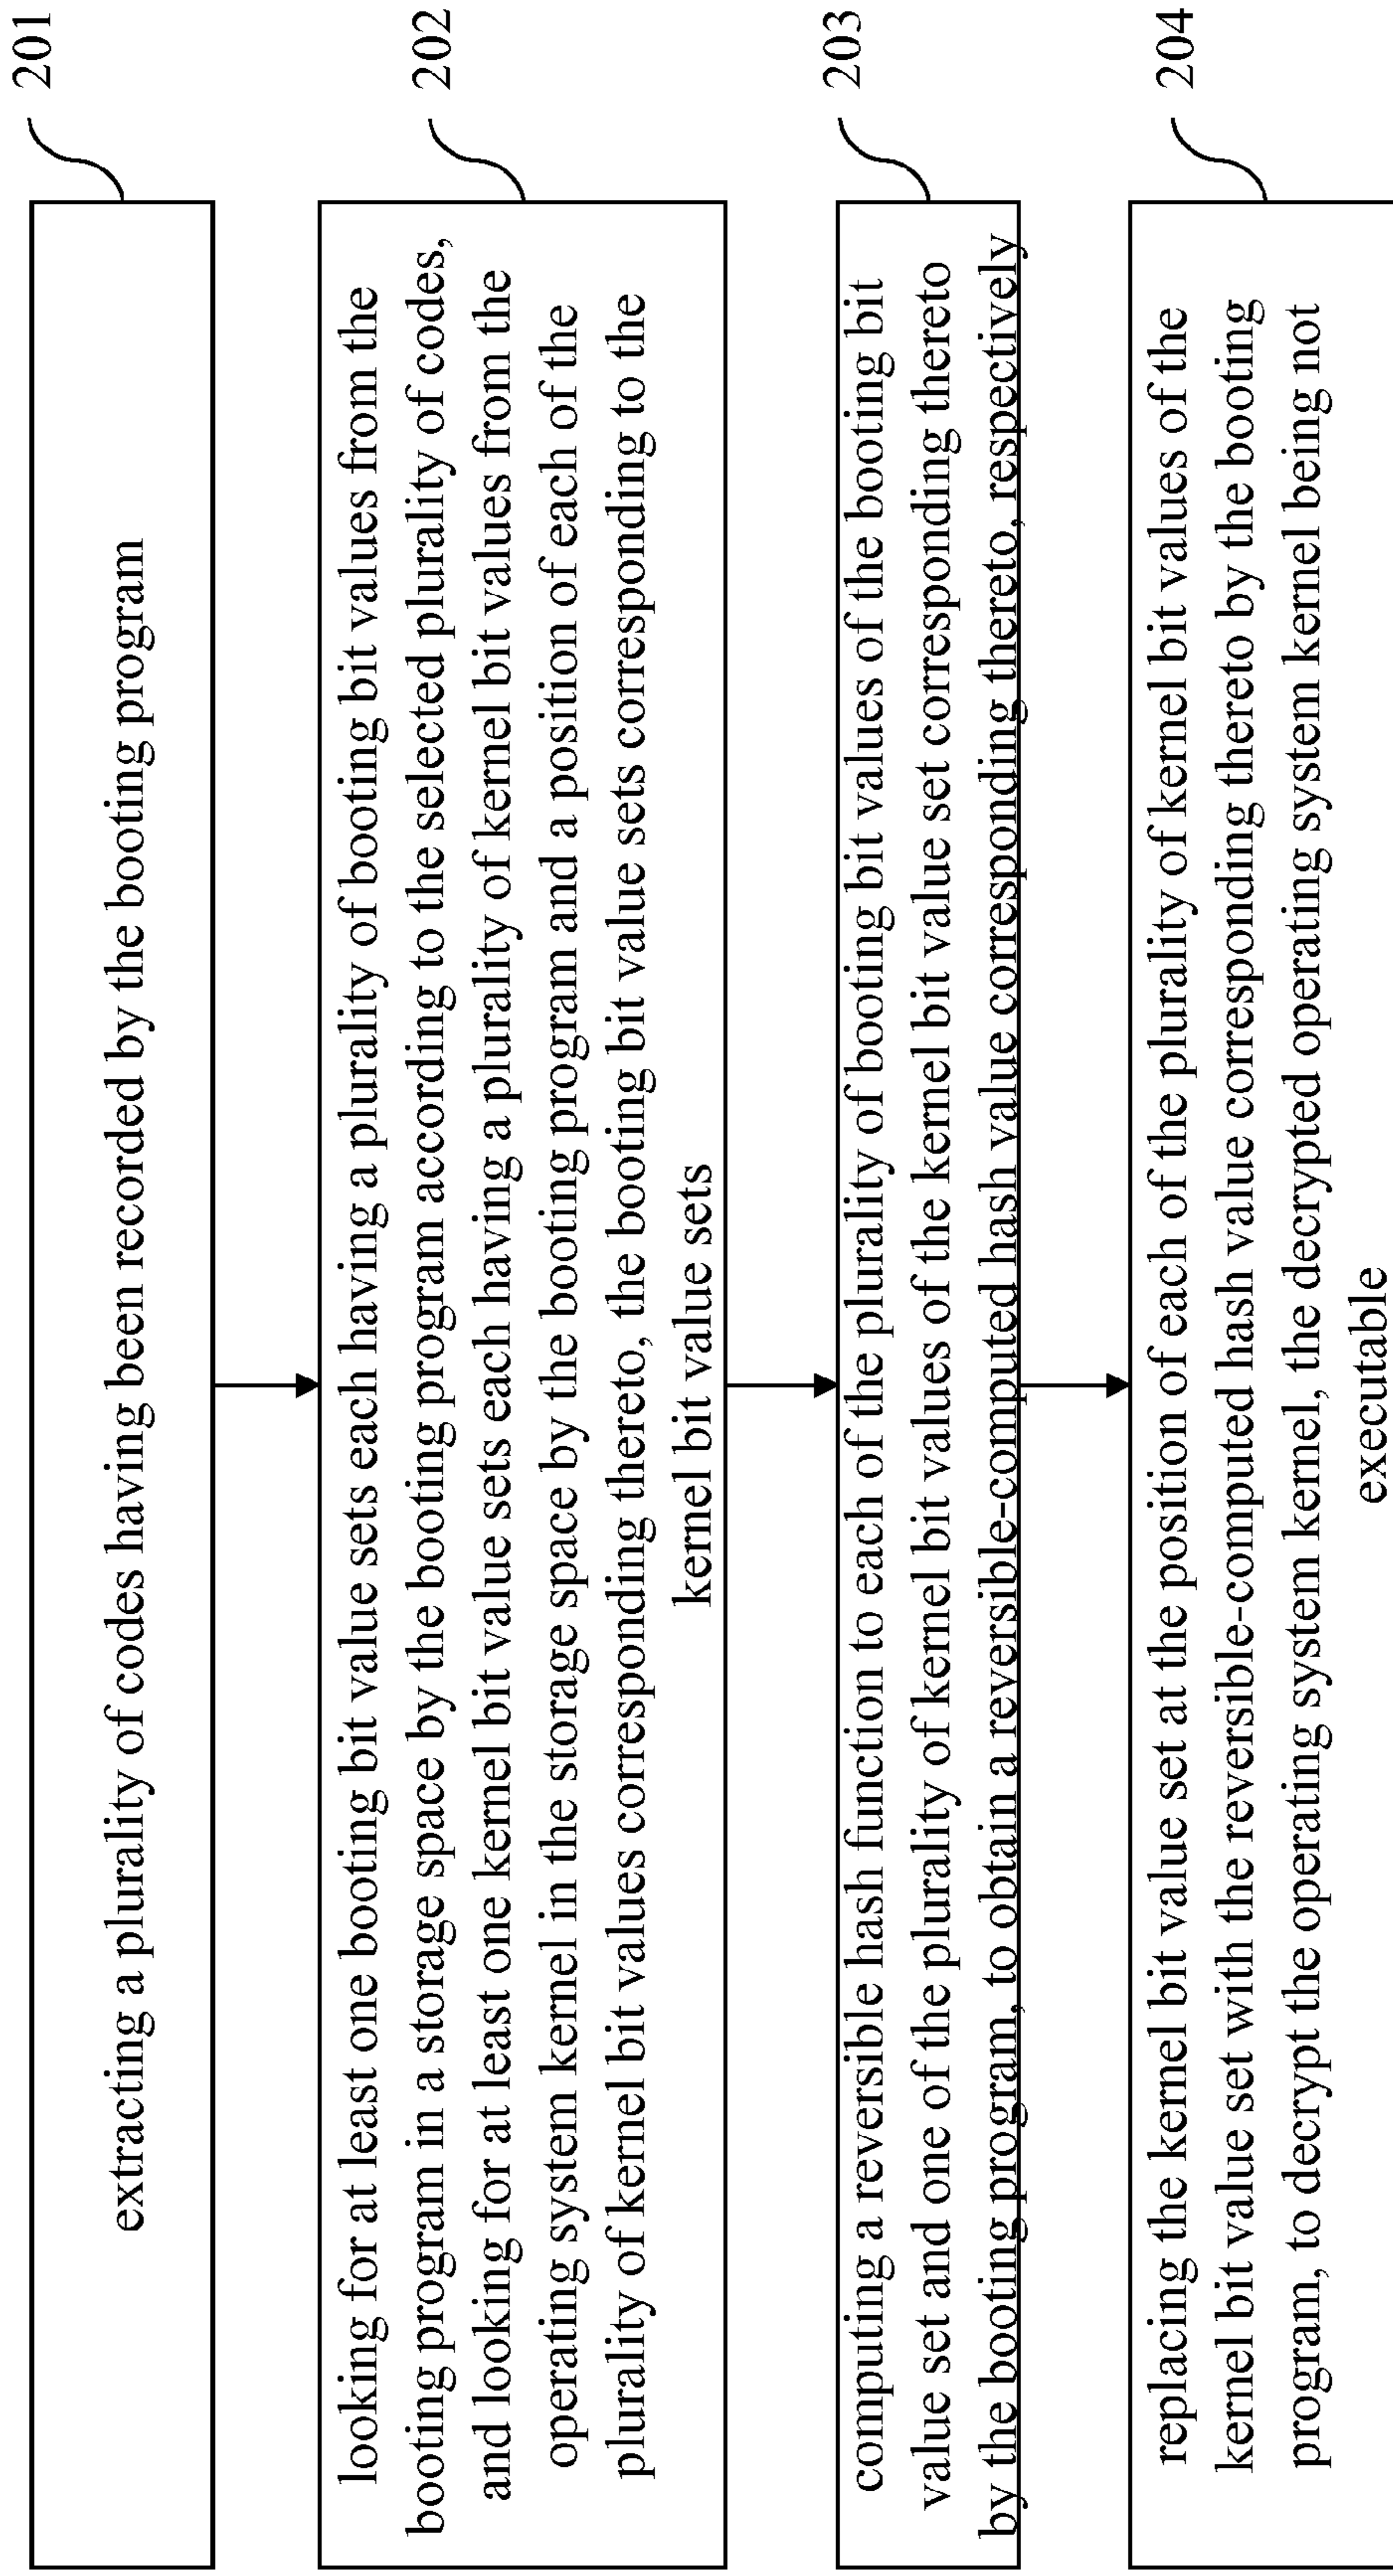 extracting a plurality of codes having been recorded by the booting program
201
looking for at least one booting bit value sets each having a plurality of booting bit values from the
booting program in a storage space by the booting program according to the selected plurality of codes,
and looking for at least one kernel bit value sets each having a plurality of kernel bit values from the
operating system kernel in the storage space by the booting program and a position of each of the
plurality of kernel bit values corresponding thereto, the booting bit value sets corresponding to the
kernel bit value sets
202
computing a reversible hash function to each of the plurality of booting bit values of the booting bit
value set and one of the plurality of kernel bit values of the kernel bit value set corresponding thereto
by the booting program, to obtain a reversible-computed hash value corresponding thereto, respectively
203
replacing the kernel bit value set at the position of each of the plurality of kernel bit values of the
kernel bit value set with the reversible-computed hash value corresponding thereto by the booting
program, to decrypt the operating system kernel, the decrypted operating system kernel being not
executable
204